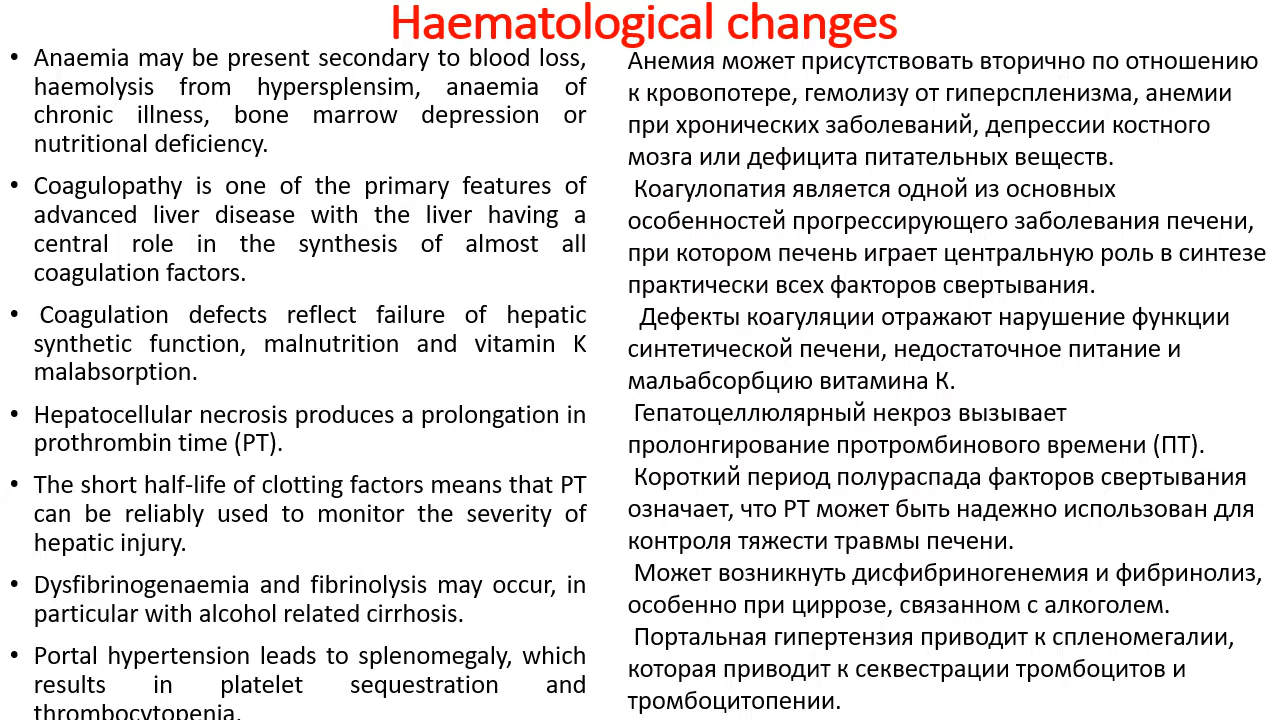 Haematological changes
• Anaemia may be present secondary to blood loss,
haemolysis from hypersplensim, anaemia of
chronic illness, bone marrow depression or
nutritional deficiency.
• Coagulopathy is one of the primary features of
advanced liver disease with the liver having a
central role in the synthesis of almost all
coagulation factors.
• Coagulation defects reflect failure of hepatic
synthetic function, malnutrition and vitamin K
malabsorption.
• Hepatocellular necrosis produces a prolongation in
prothrombin time (PT).
• The short half-life of clotting factors means that PT
can be reliably used to monitor the severity of
hepatic injury.
• Dysfibrinogenaemia and fibrinolysis may occur, in
particular with alcohol related cirrhosis.
• Portal hypertension leads to splenomegaly, which
results in platelet sequestration and
thrombocytopenia.
Анемия может присутствовать вторично по отношению
к кровопотере, гемолизу от гиперспленизма, анемии
при хронических заболеваний, депрессии костного
мозга или дефицита питательных веществ.
Коагулопатия является одной из основных
особенностей прогрессирующего заболевания печени,
при котором печень играет центральную роль в синтезе
практически всех факторов свертывания.
Дефекты коагуляции отражают нарушение функции
синтетической печени, недостаточное питание и
мальабсорбцию витамина К.
Гепатоцеллюлярный некроз вызывает
пролонгирование протромбинового времени (ПТ).
Короткий период полураспада факторов свертывания
означает, что РТ может быть надежно использован для
контроля тяжести травмы печени.
Может возникнуть дисфибриногенемия и фибринолиз,
особенно при циррозе, связанном с алкоголем.
Портальная гипертензия приводит к спленомегалии,
которая приводит к секвестрации тромбоцитов и
тромбоцитопении.